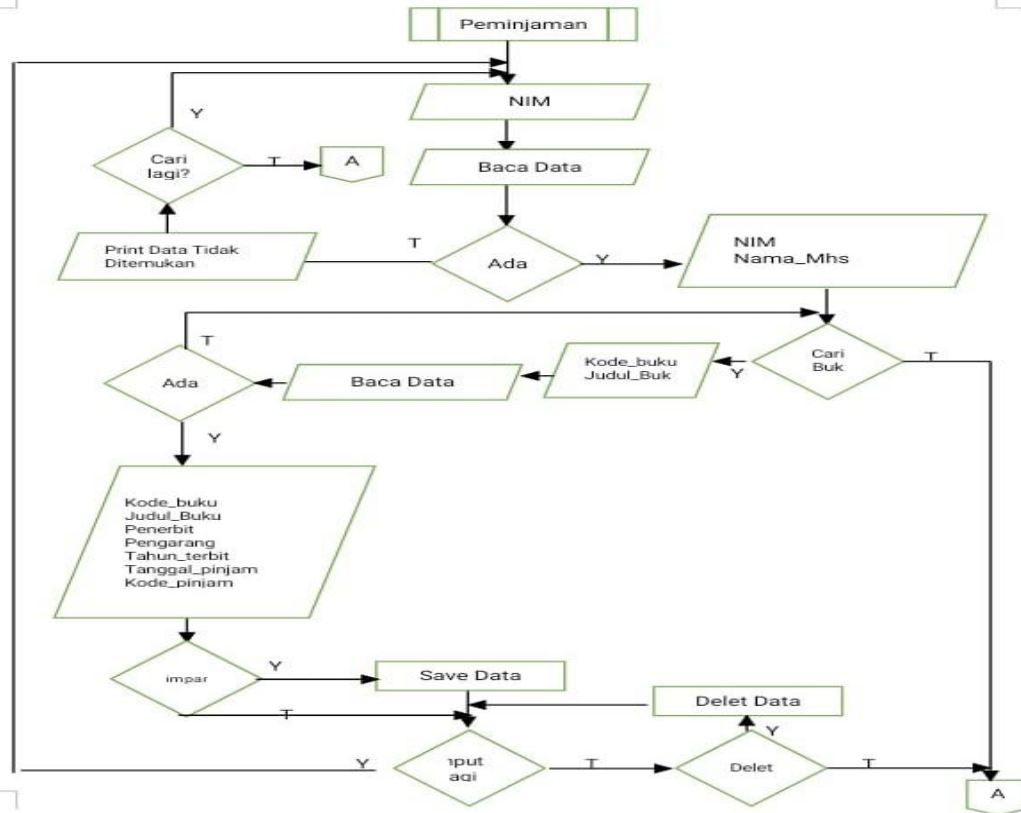 Peminjaman
NIM
Y
Cari
lagi?
T
A
Baca Data
Print Data Tidak
Ditemukan
T
Ada
Y
NIM
Nama_Mhs
T
Ada
Baca Data
Kode_buku
Judul_Buk
Y
Cari
Buk
T
Y
Kode_buku
Judul_Buku
Penerbit
Pengarang
Tahun_terbit
Tanggal_pinjam
Kode_pinjam
impar
Y
Save Data
T
Delet Data
Y
Y
nput
agi
T
Delet
T
A